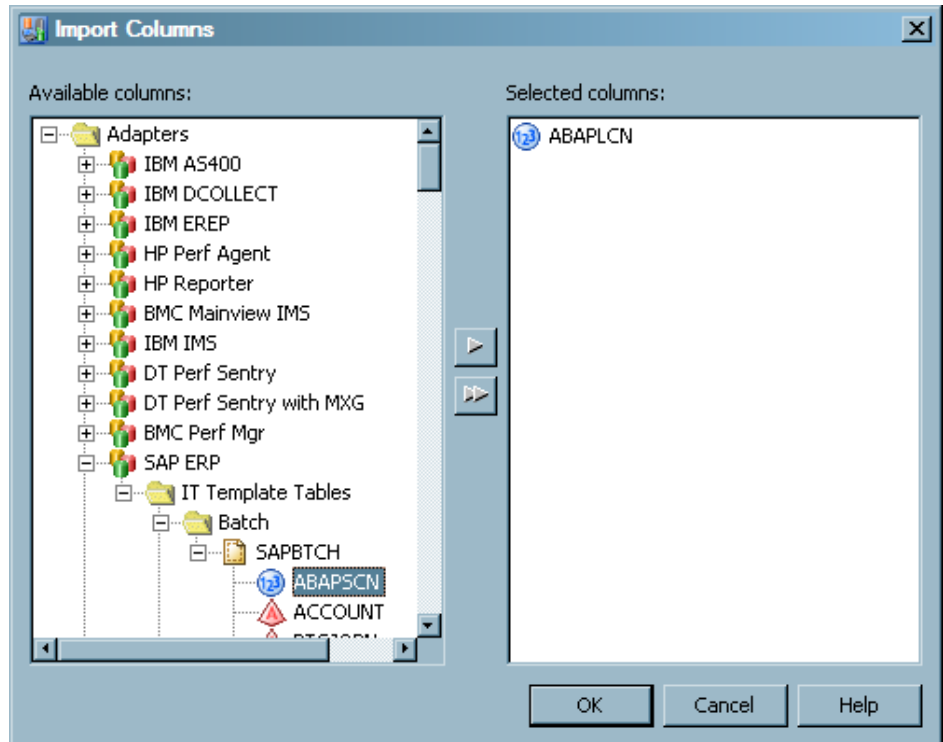 Import Columns
Available columns:
Selected columns:
Adapters
IBM AS400
IBM DCOLLECT
IBM EREP
HP Perf Agent
HP Reporter
BMC Mainview IMS
IBM IMS
DT Perf Sentry
DT Perf Sentry with MXG
BMC Perf Mgr
SAP ERP
IT Template Tables
Batch
SAPBTCH
123 ABAPSCN
A ACCOUNT
123 ABAPLCN
OK
Cancel
Help